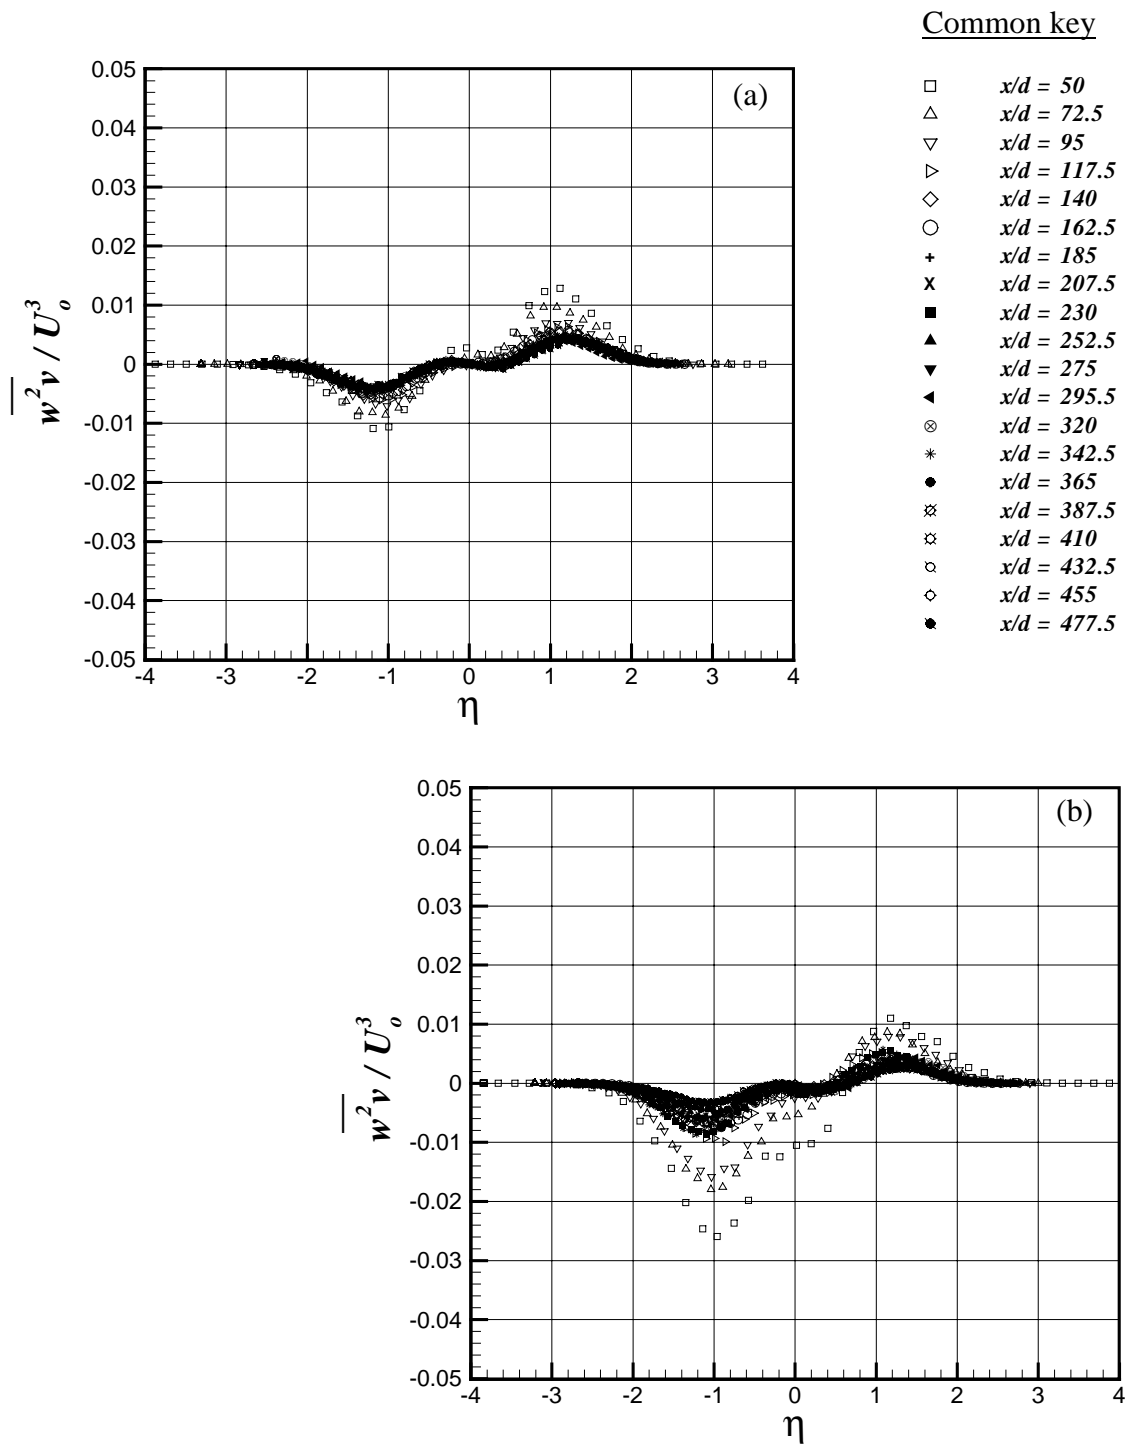 Common key
x/d = 50
x/d = 72.5
x/d = 95
x/d = 117.5
x/d = 140
x/d = 162.5
x/d = 185
x/d = 207.5
x/d = 230
x/d = 252.5
x/d = 275
x/d = 295.5
x/d = 320
x/d = 342.5
x/d = 365
x/d = 387.5
x/d = 410
x/d = 432.5
x/d = 455
x/d = 477.5
(a)
0.05
0.04
0.03
0.02
0.01
0
-0.01
-0.02
-0.03
-0.04
-0.05
w²v / U³ₒ
-4 -3 -2 -1 0 1 2 3 4
η
(b)
0.05
0.04
0.03
0.02
0.01
0
-0.01
-0.02
-0.03
-0.04
-0.05
w²v / U³ₒ
-4 -3 -2 -1 0 1 2 3 4
η